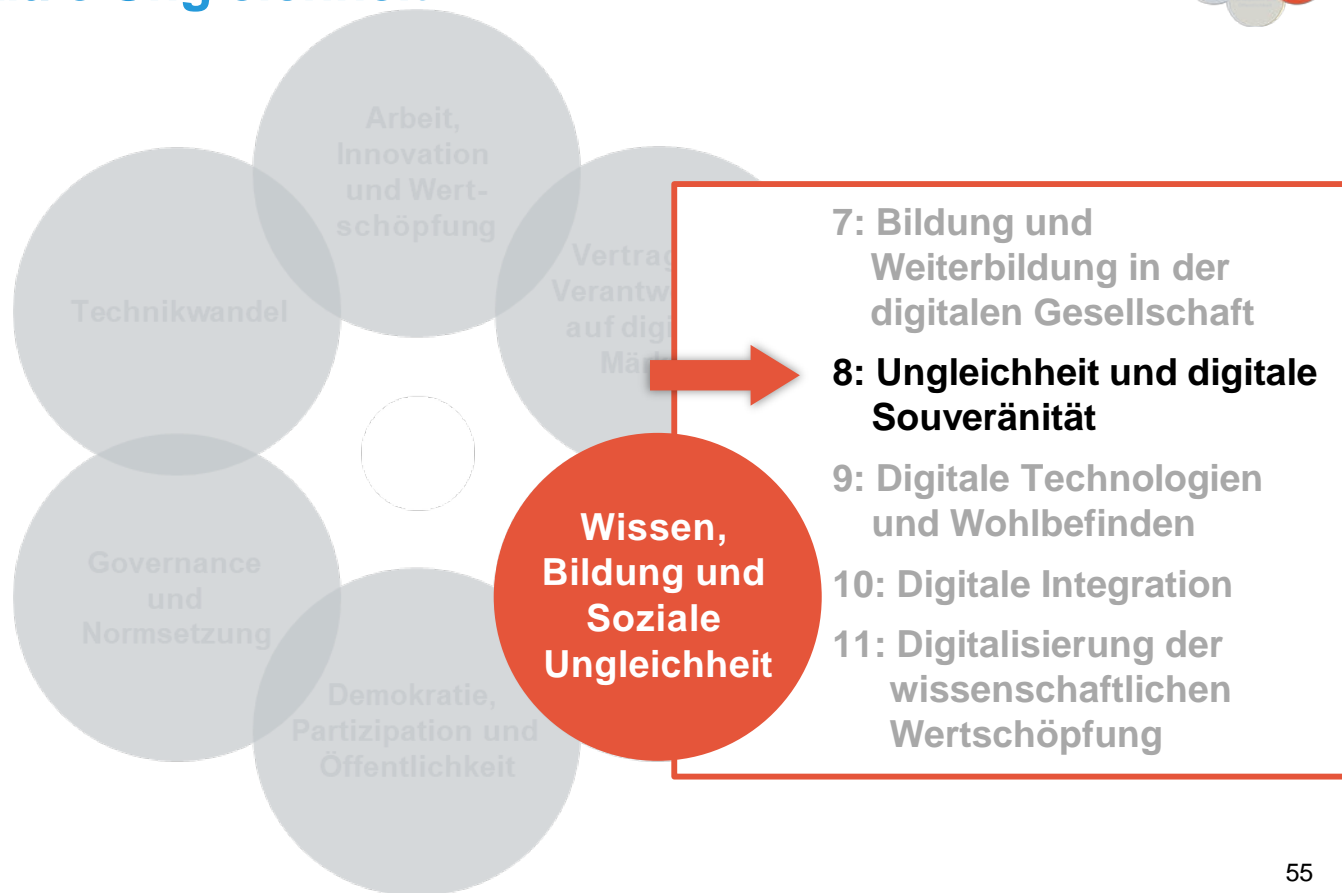 Arbeit,
Innovation
und Wert-
schöpfung
Technikwandel
auf
Governance
und
Normsetzung
Demokratie,
Partizipation und
Öffentlichkeit
Wissen,
Bildung und
Soziale
Ungleichheit
7: Bildung und
Weiterbildung in der
digitalen Gesellschaft
8: Ungleichheit und digitale
Souveränität
9: Digitale Technologien
und Wohlbefinden
10: Digitale Integration
11: Digitalisierung der
wissenschaftlichen
Wertschöpfung
55